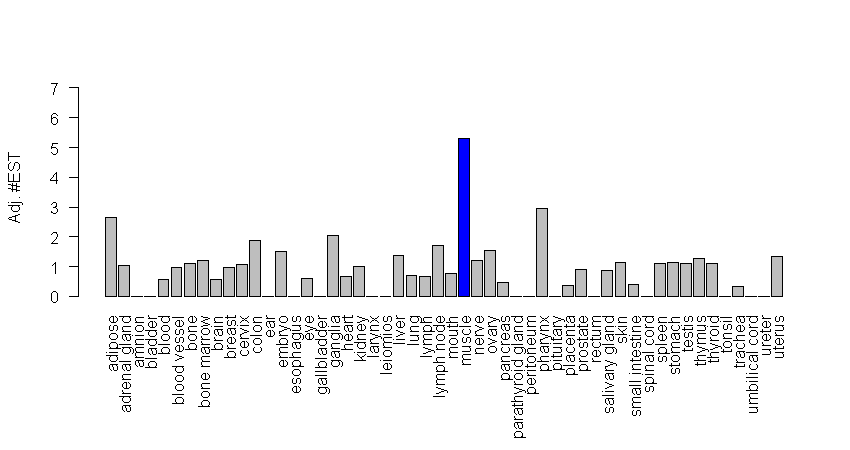 7
6
5
4
3
2
1
0
Adj. #EST
adipose
adrenal gland
amnion
bladder
blood
blood vessel
bone
bone marrow
brain
breast
cervix
colon
ear
embryo
esophagus
eye
gallbladder
ganglia
heart
kidney
larynx
leiomios
liver
lung
lymph
lymph node
mouth
muscle
nerve
ovary
pancreas
parathyroid gland
peritoneum
pharynx
pituitary
placenta
prostate
rectum
salivary gland
skin
small intestine
spinal cord
spleen
stomach
testis
thymus
thyroid
tonsil
trachea
umbilical cord
ureter
uterus